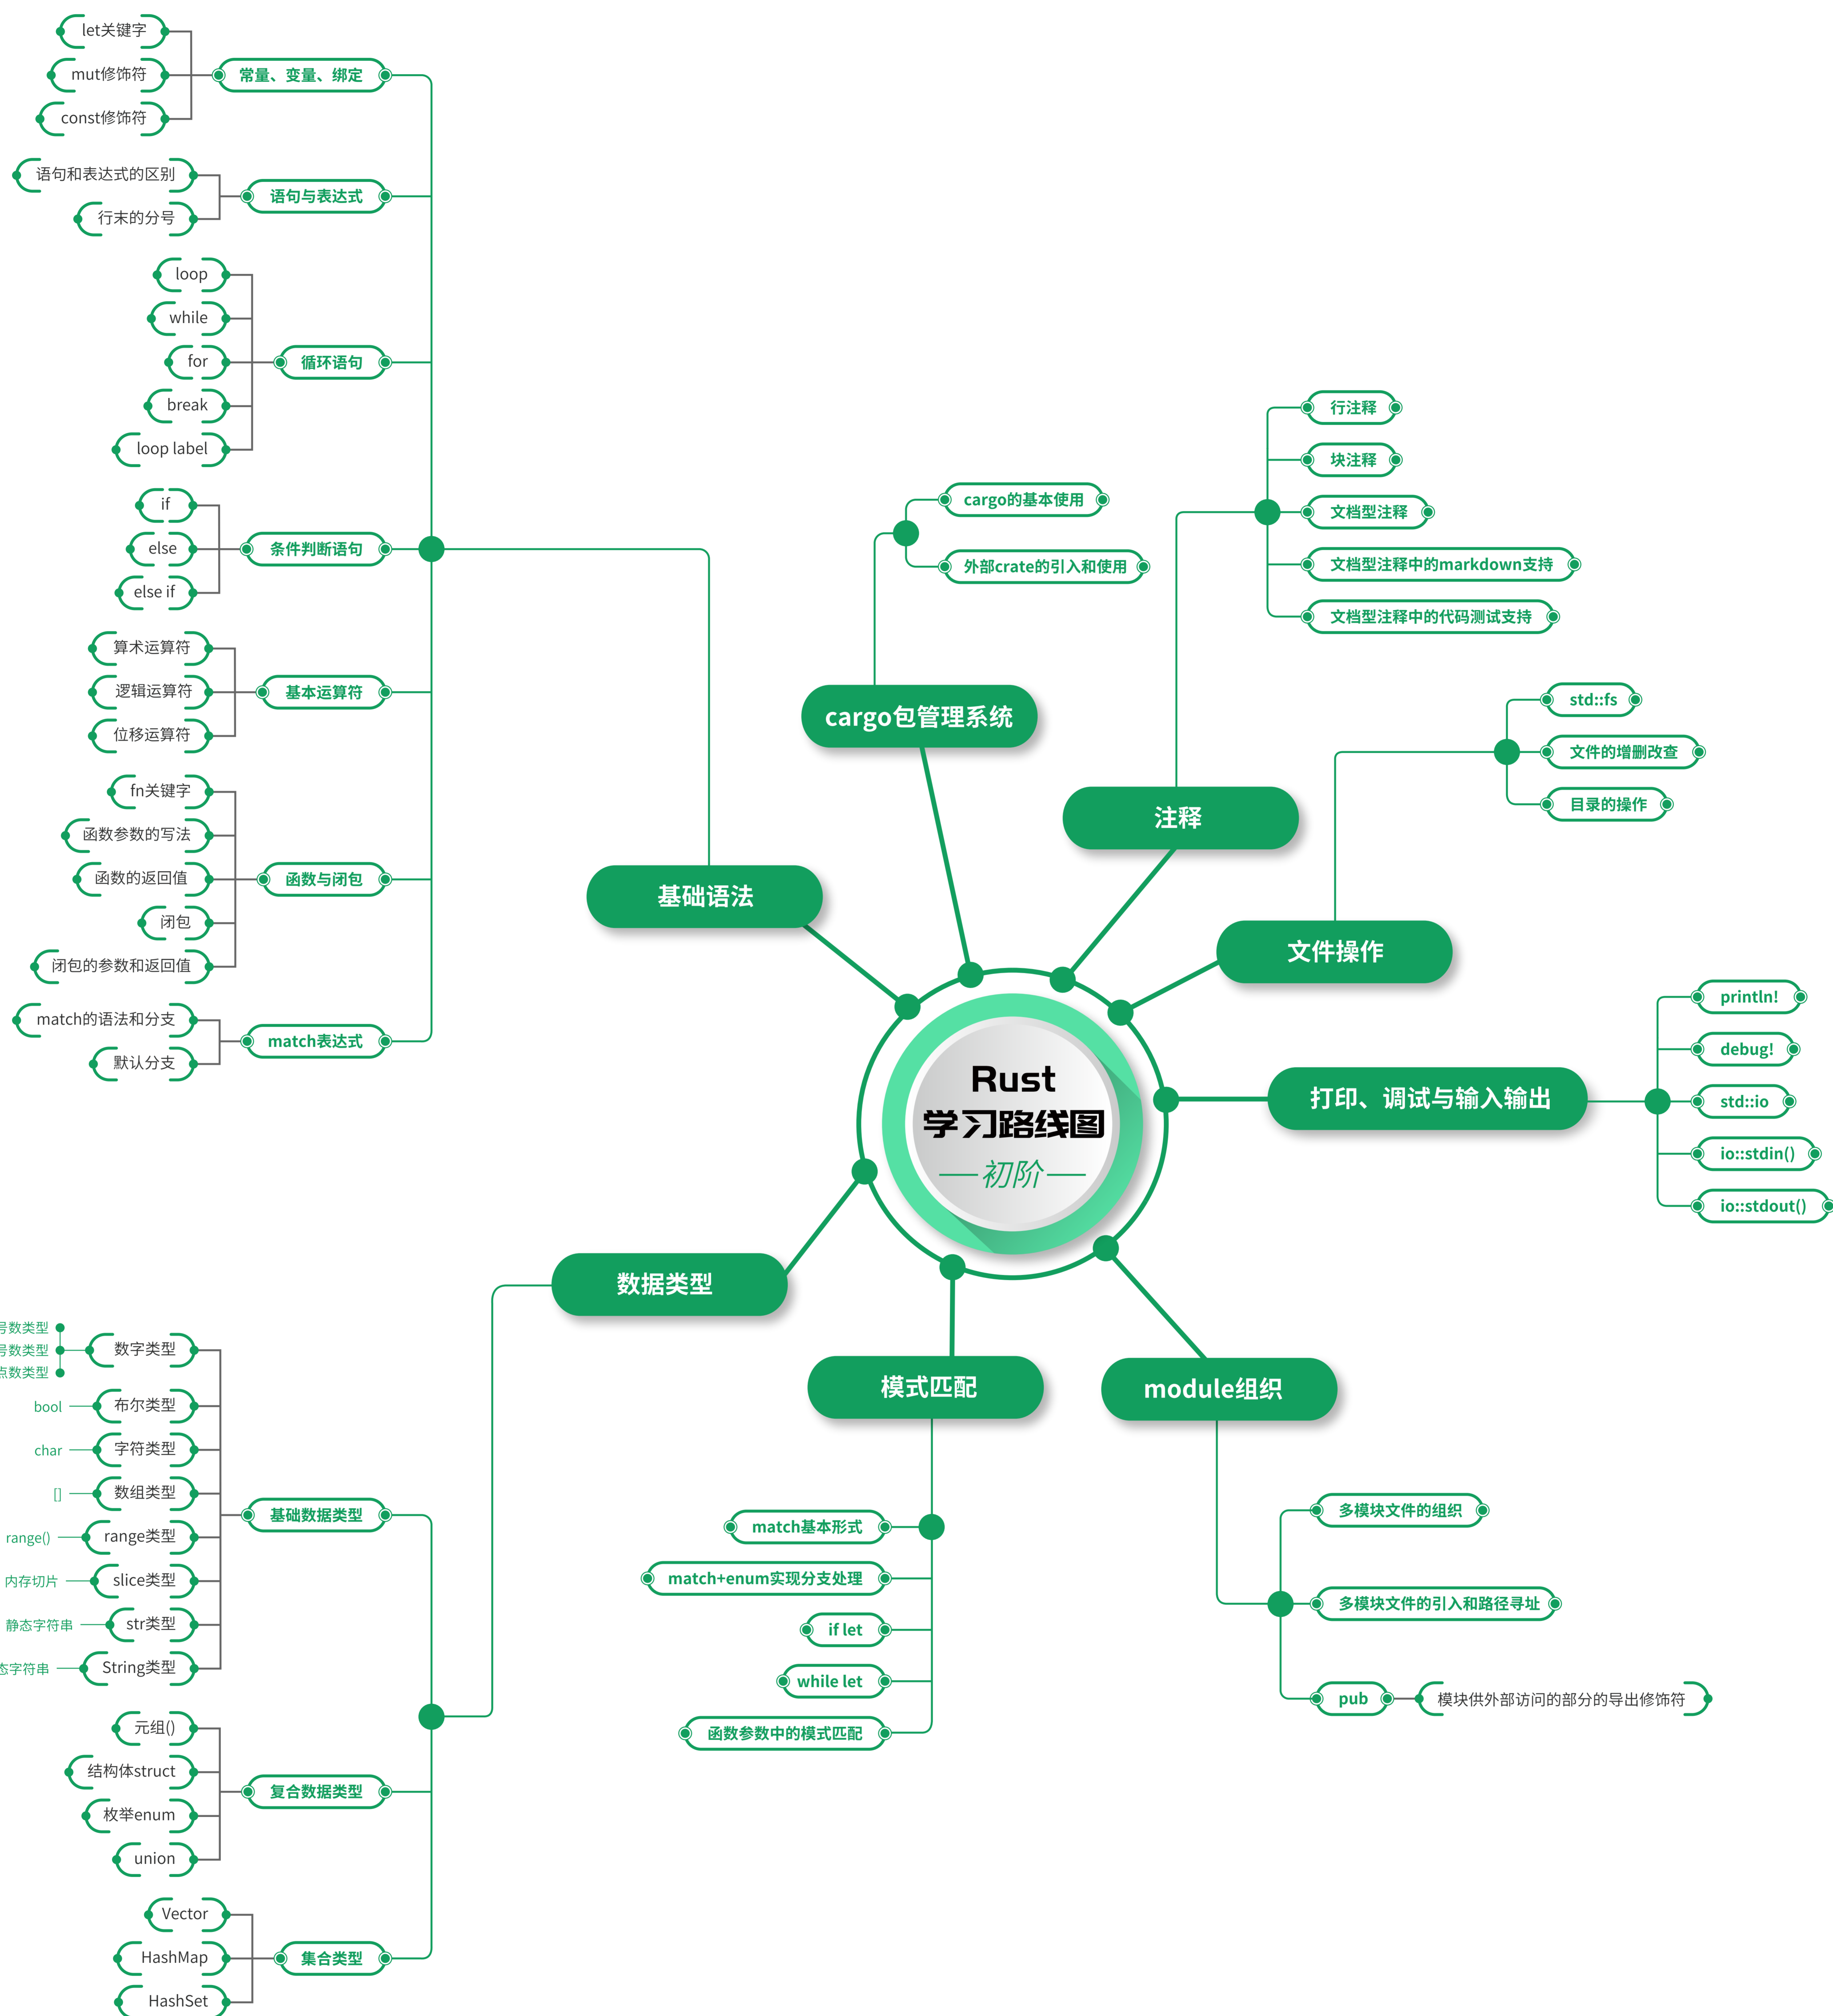 Rust
学习路线图
初阶
基础语法
常量、变量、绑定
let关键字
mut修饰符
const修饰符
语句与表达式
语句和表达式的区别
行末的分号
循环语句
loop
while
for
break
loop label
条件判断语句
if
else
else if
基本运算符
算术运算符
逻辑运算符
位移运算符
函数与闭包
fn关键字
函数参数的写法
函数的返回值
闭包
闭包的参数和返回值
match表达式
match的语法和分支
默认分支
cargo包管理系统
cargo的基本使用
外部crate的引入和使用
注释
行注释
块注释
文档型注释
文档型注释中的markdown支持
文档型注释中的代码测试支持
文件操作
std::fs
文件的增删改查
目录的操作
打印、调试与输入输出
println!
debug!
std::io
io::stdin()
io::stdout()
module组织
多模块文件的组织
多模块文件的引入和路径寻址
pub
模块供外部访问的部分的导出修饰符
模式匹配
match基本形式
match+enum实现分支处理
if let
while let
函数参数中的模式匹配
数据类型
基础数据类型
数字类型
号数类型
号数类型
点数类型
布尔类型
bool
字符类型
char
数组类型
[]
range类型
range()
slice类型
内存切片
str类型
静态字符串
String类型
态字符串
复合数据类型
元组()
结构体struct
枚举enum
union
集合类型
Vector
HashMap
HashSet